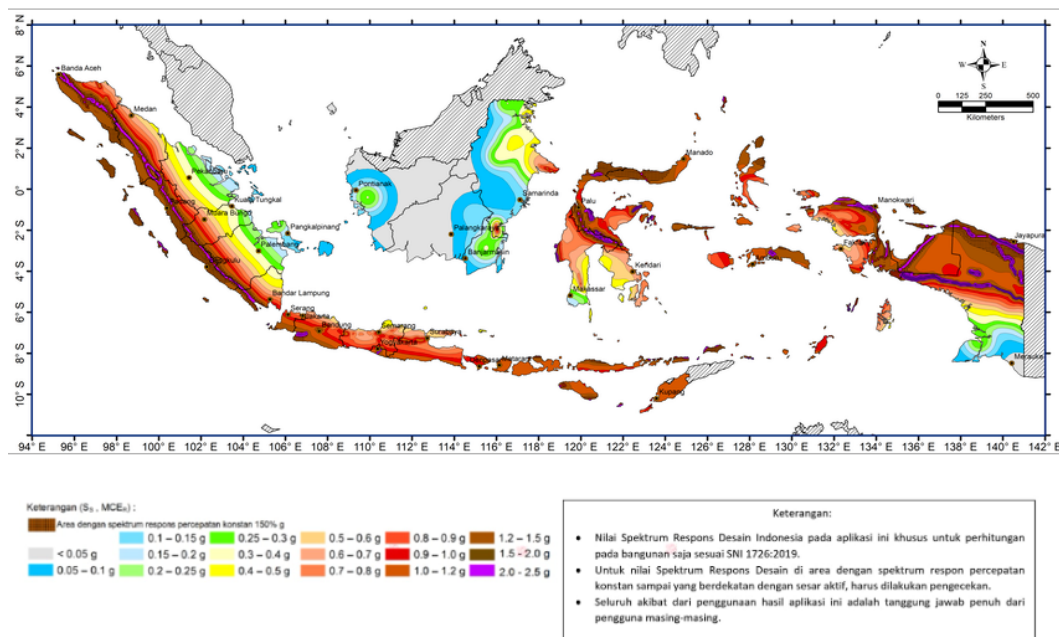 8° N
6° N
4° N
2° N
0°
2° S
4° S
6° S
8° S
10° S
N
W
E
S
0 125 250 500
Kilometers
Banda Aceh
Medan
Pekanbaru
Padang
Kuala Tungkal
Muara Bungo
Pangkalpinang
Palembang
Bengkulu
Bandar Lampung
Serang
Jakarta
Bandung
Semarang
Surabaya
Yogyakarta
Mataram
Kupang
Pontianak
Samarinda
Palangkaraya
Banjarmasin
Manado
Palu
Kendari
Makassar
Manokwari
Jayapura
Merauke
94° E 96° E 98° E 100° E 102° E 104° E 106° E 108° E 110° E 112° E 114° E 116° E 118° E 120° E 122° E 124° E 126° E 128° E 130° E 132° E 134° E 136° E 138° E 140° E 142° E
Keterangan (SS , MCER) :
Area dengan spektrum respons percepatan konstan 150% g
0.1 – 0.15 g 0.25 – 0.3 g 0.5 – 0.6 g 0.8 – 0.9 g 1.2 – 1.5 g
< 0.05 g 0.15 – 0.2 g 0.3 – 0.4 g 0.6 – 0.7 g 0.9 – 1.0 g 1.5 – 2.0 g
0.05 – 0.1 g 0.2 – 0.25 g 0.4 – 0.5 g 0.7 – 0.8 g 1.0 – 1.2 g 2.0 - 2.5 g
Keterangan:
• Nilai Spektrum Respons Desain Indonesia pada aplikasi ini khusus untuk perhitungan
pada bangunan saja sesuai SNI 1726:2019.
• Untuk nilai Spektrum Respons Desain di area dengan spektrum respon percepatan
konstan sampai yang berdekatan dengan sesar aktif, harus dilakukan pengecekan.
• Seluruh akibat dari penggunaan hasil aplikasi ini adalah tanggung jawab penuh dari
pengguna masing-masing.